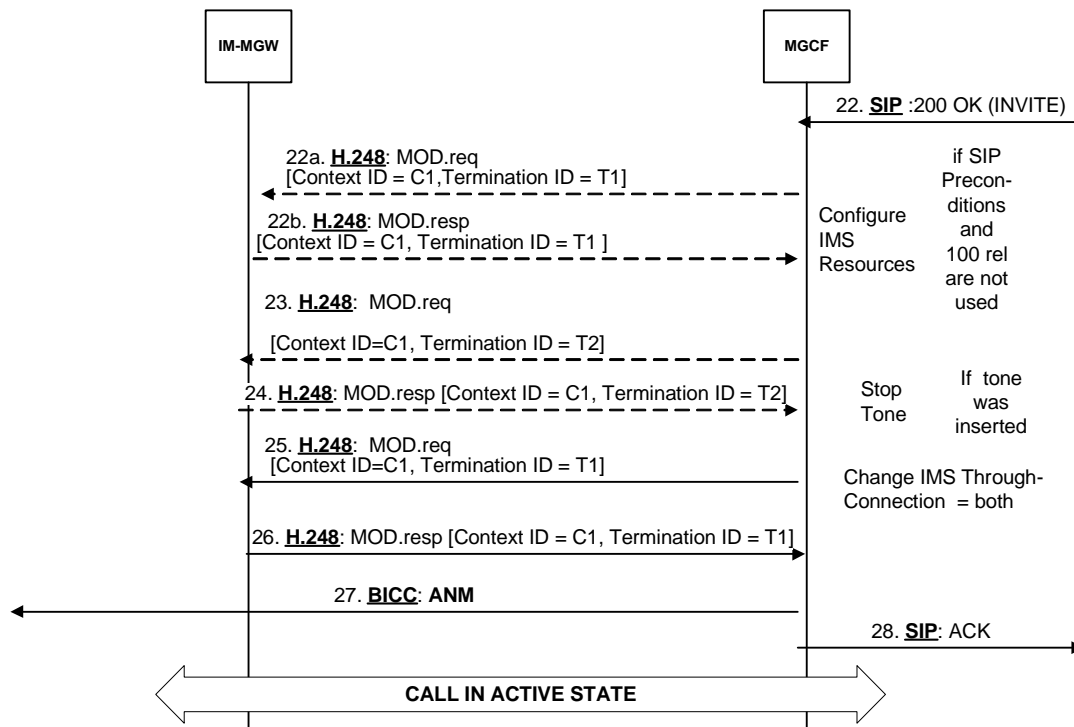 IM-MGW
MGCF
22. SIP :200 OK (INVITE)
22a. H.248: MOD.req
[Context ID = C1,Termination ID = T1]
22b. H.248: MOD.resp
[Context ID = C1, Termination ID = T1 ]
Configure
IMS
Resources
if SIP
Precon-
ditions
and
100 rel
are not
used
23. H.248: MOD.req
[Context ID=C1, Termination ID = T2]
24. H.248: MOD.resp [Context ID = C1, Termination ID = T2]
Stop
Tone
If tone
was
inserted
25. H.248: MOD.req
[Context ID=C1, Termination ID = T1]
Change IMS Through-
Connection = both
26. H.248: MOD.resp [Context ID = C1, Termination ID = T1]
27. BICC: ANM
28. SIP: ACK
CALL IN ACTIVE STATE